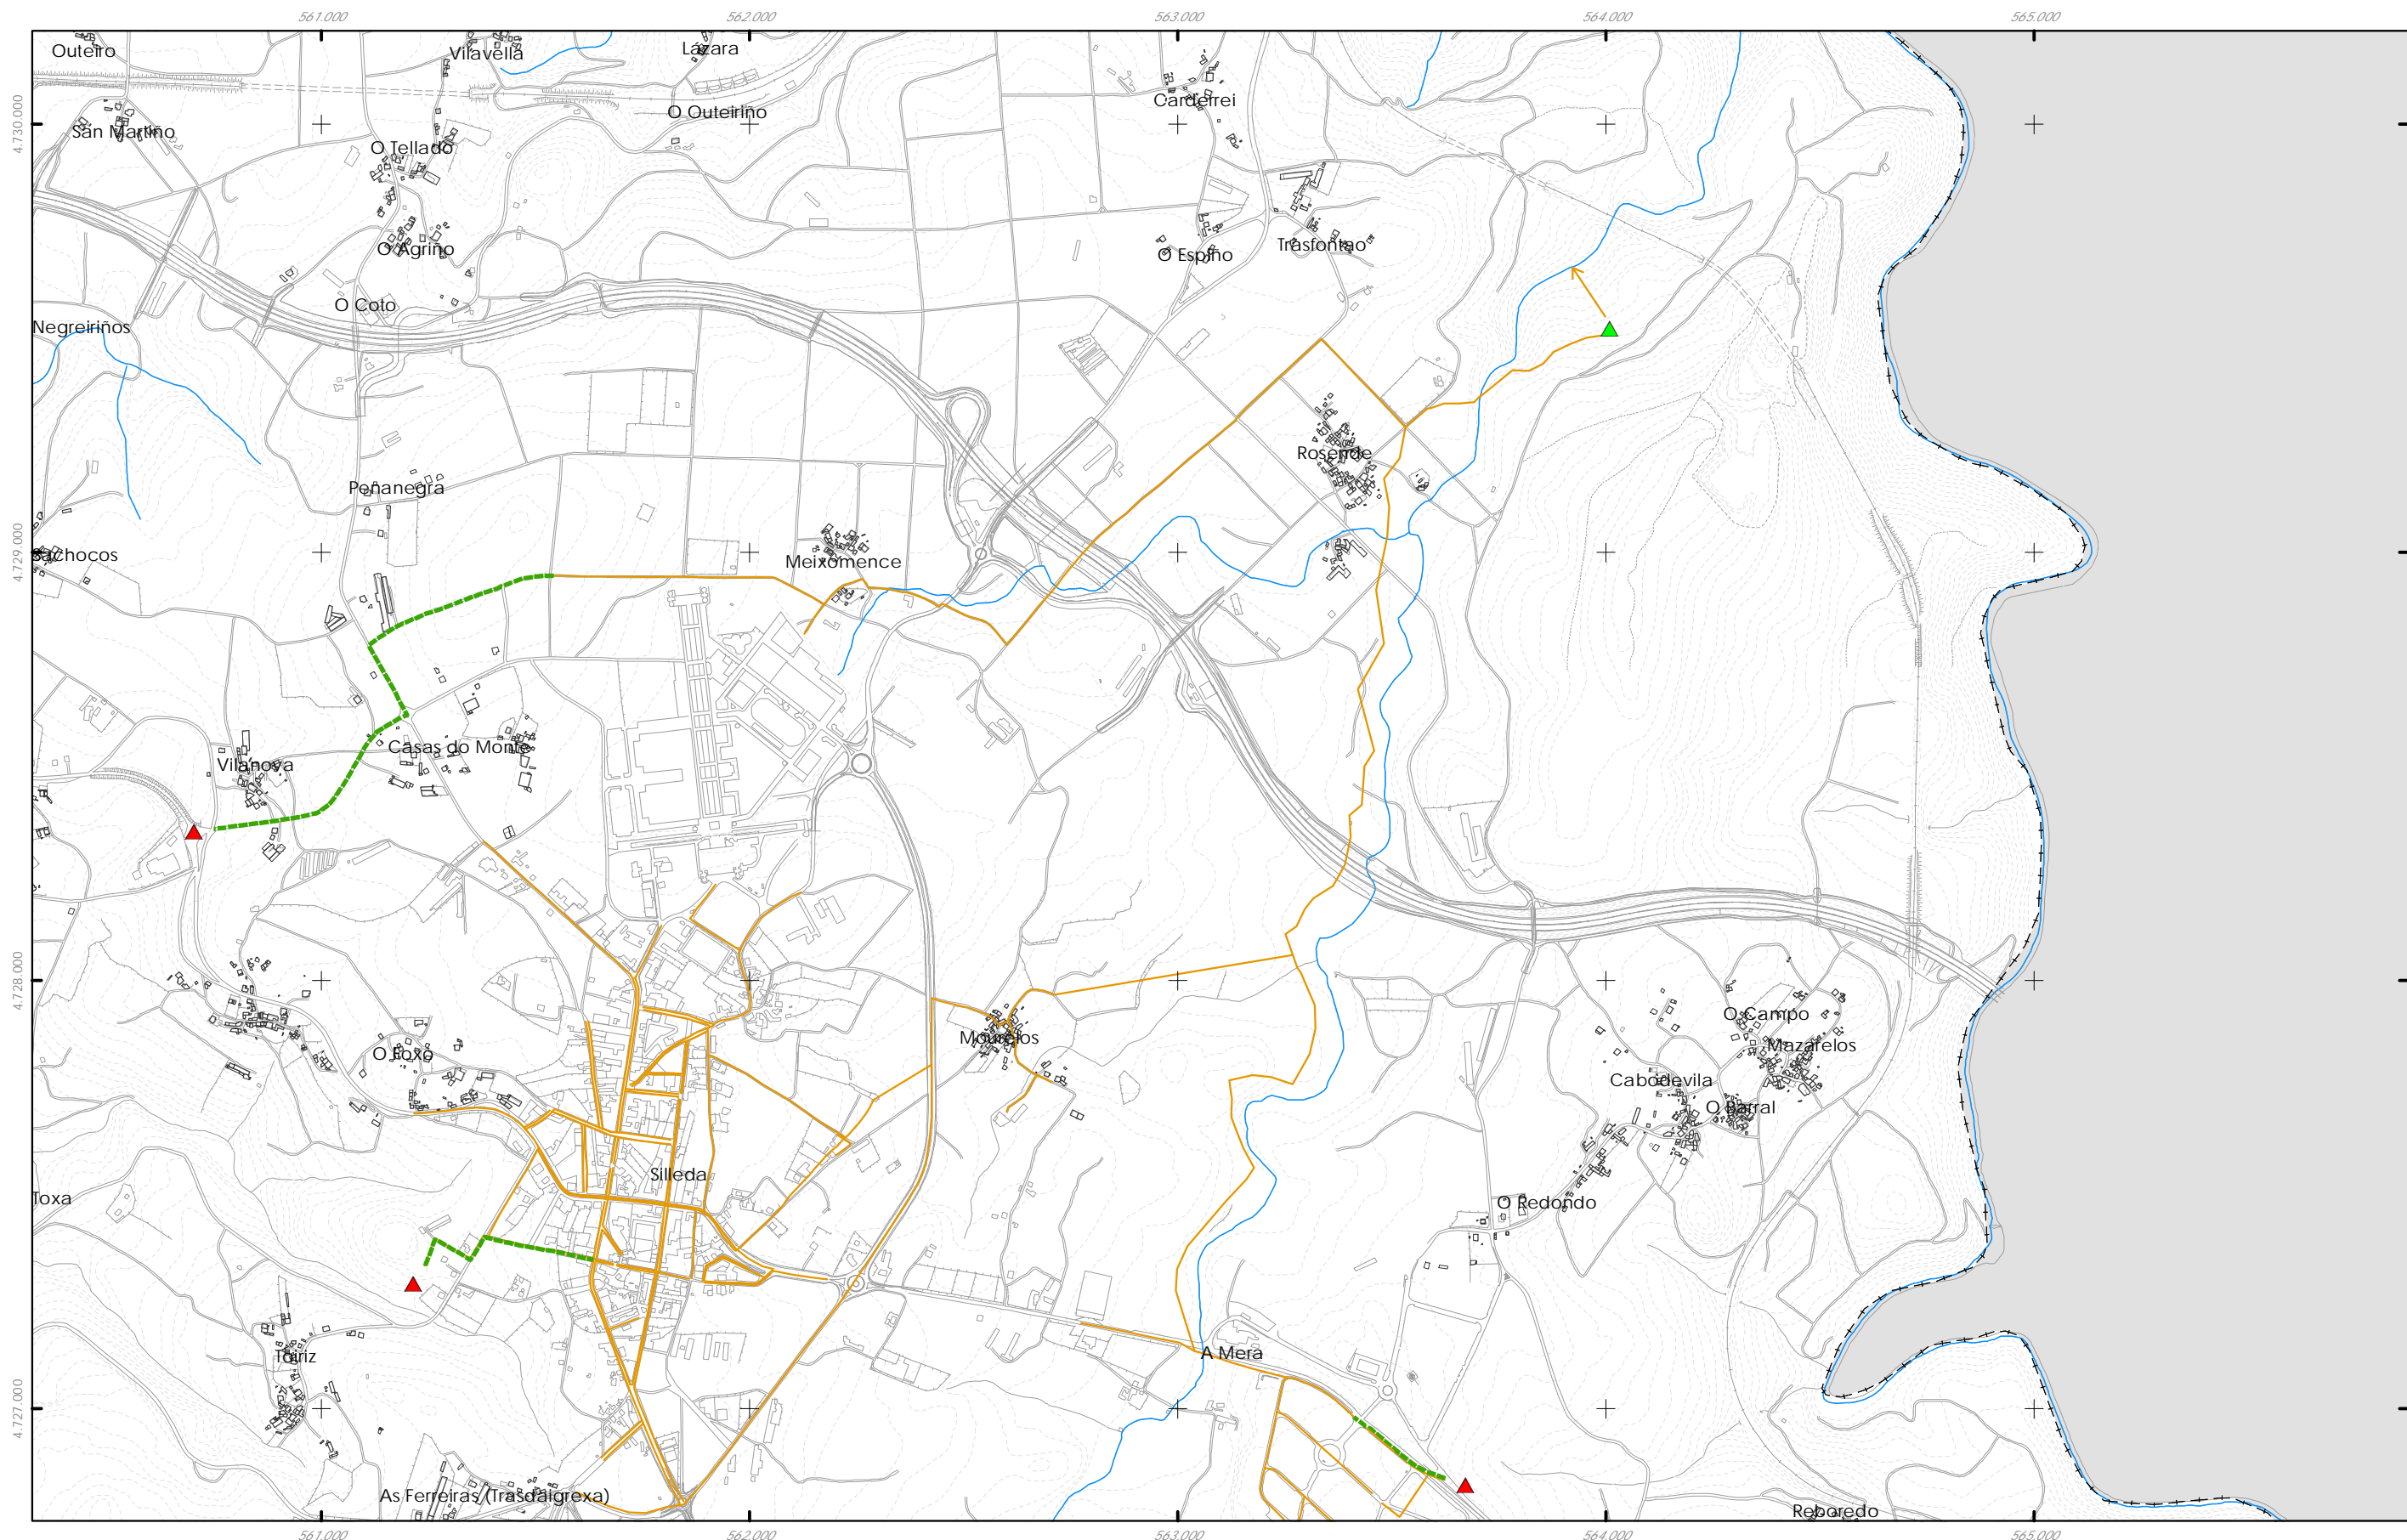 561.000 562.000 563.000 564.000 565.000
Outeiro
Vilavella
Lázara
O Outeiriño
Cardefrei
4.730.000
San Martiño
O Tellado
O Agriño
O Espiño
Trasfontao
O Coto
Negreiriños
Rosende
Penanegra
4.729.000
sachocos
Meixomence
Casas do Monte
Vilanova
4.728.000
O Campo
Mourelos
Mazarelos
O Foxo
Cabodevila
O Barral
Silleda
Toxa
O Redondo
A Mera
Toiriz
4.727.000
As Ferreiras (Trasdaigrexa)
Reboredo
561.000 562.000 563.000 564.000 565.000